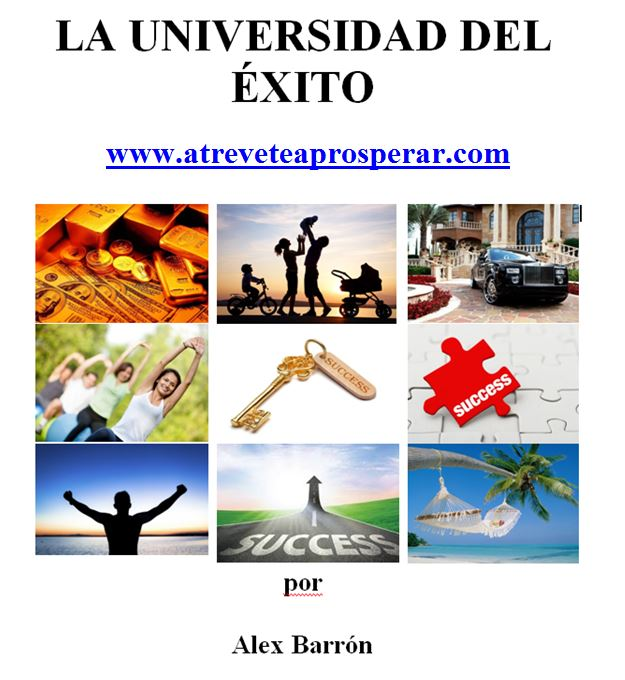 LA UNIVERSIDAD DEL
ÉXITO
www.atreveteaprosperar.com
SUCCESS
success
SUCCESS
por
Alex Barrón